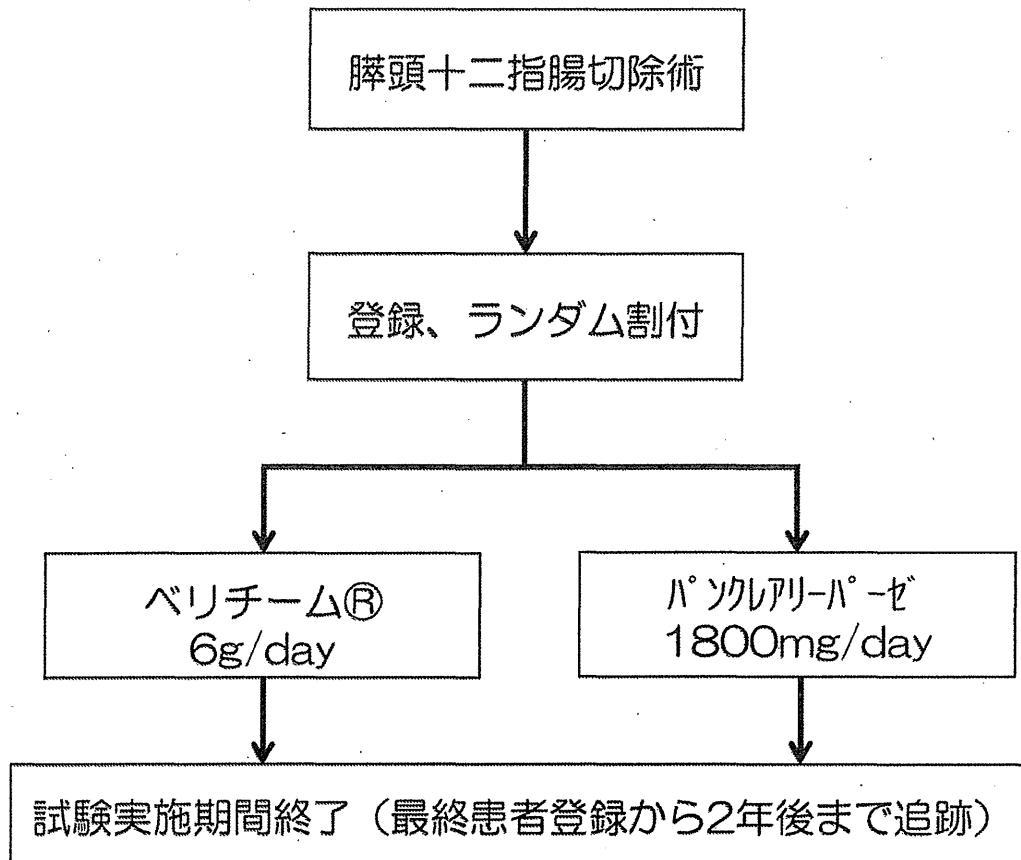 膵頭十二指腸切除術
登録、ランダム割付
ベリチーム®
6g/day
パンクレアリーパーゼ
1800mg/day
試験実施期間終了（最終患者登録から2年後まで追跡）